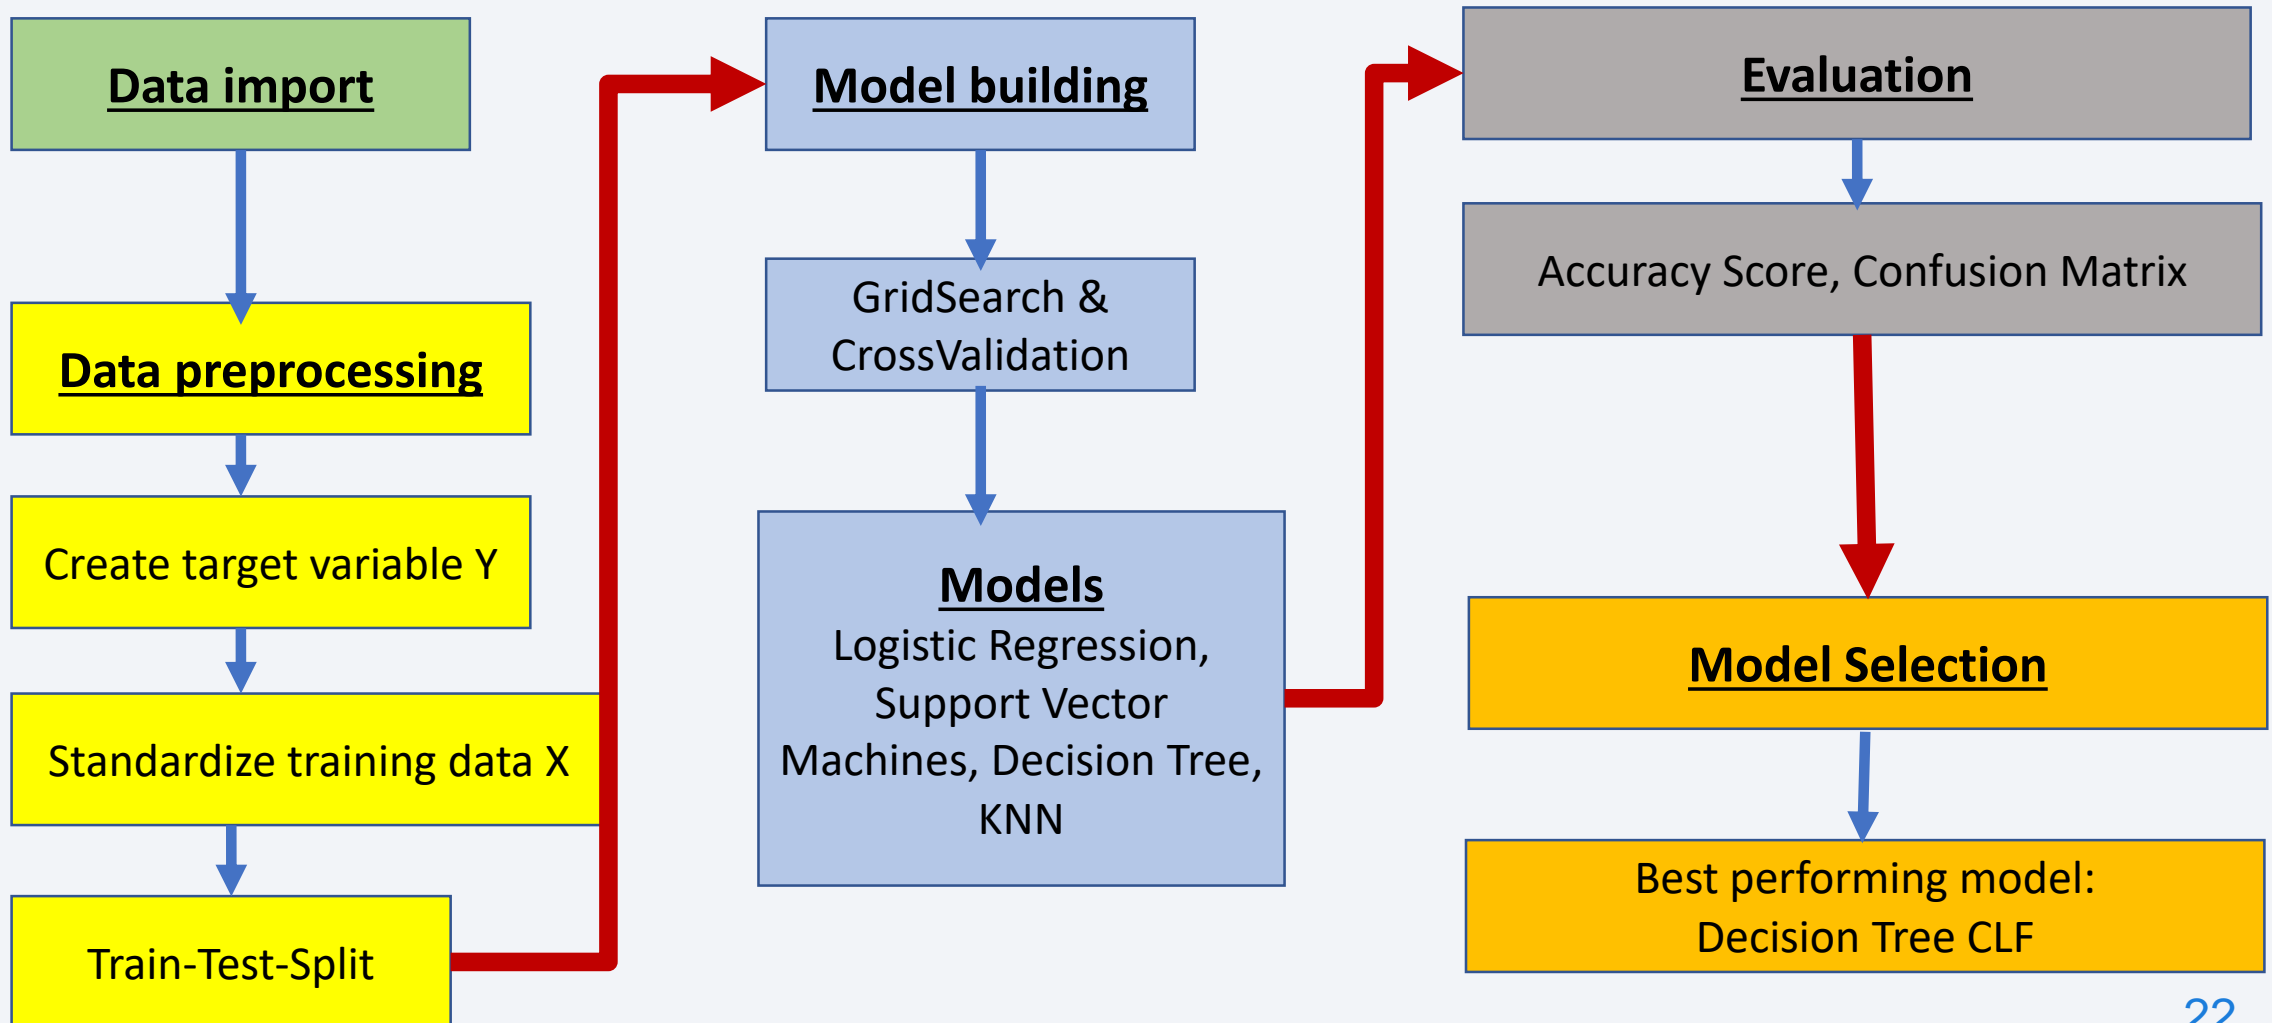 Data import
Data preprocessing
Create target variable Y
Standardize training data X
Train-Test-Split
Model building
GridSearch &
CrossValidation
Models
Logistic Regression,
Support Vector
Machines, Decision Tree,
KNN
Evaluation
Accuracy Score, Confusion Matrix
Model Selection
Best performing model:
Decision Tree CLF
22